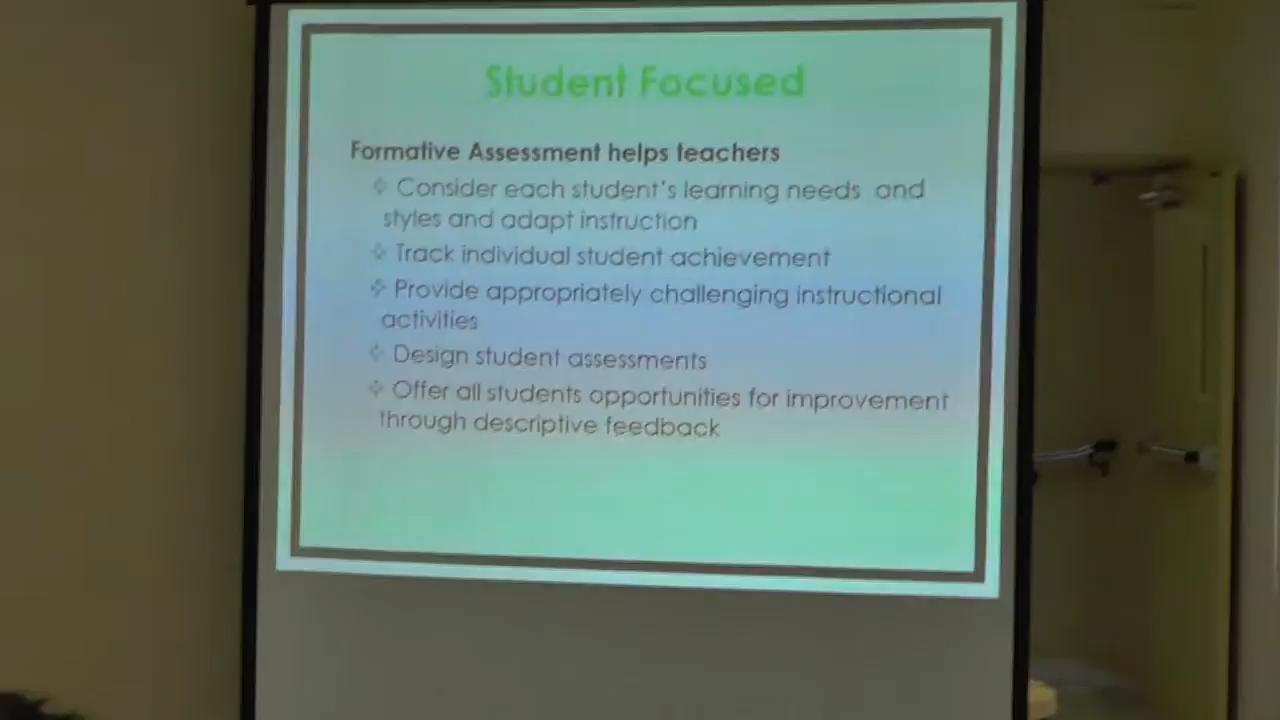 Student Focused
Formative Assessment helps teachers
Consider each student's learning needs and
styles and adapt instruction
Track individual student achievement
Provide appropriately challenging instructional
activities
Design student assessments
Offer all students opportunities for improvement
through descriptive feedback